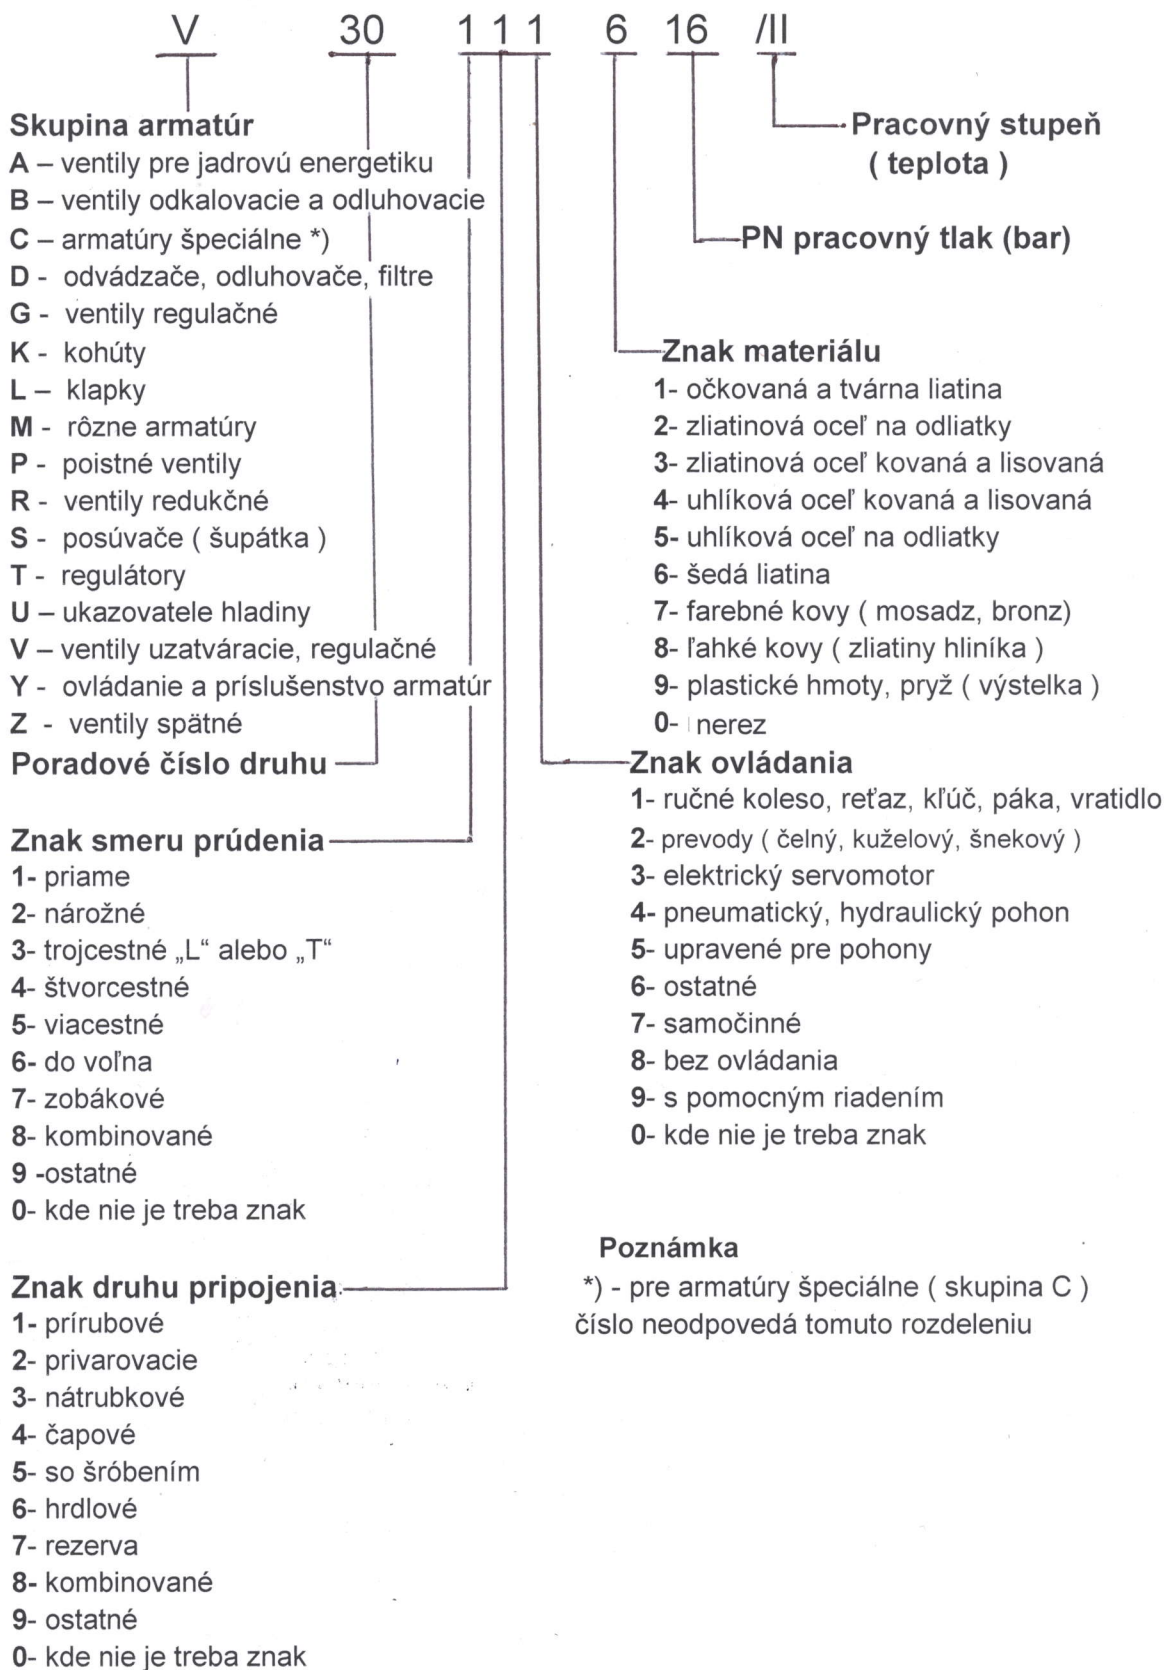 V 30 1 1 1 6 16 /II
Skupina armatúr
A – ventily pre jadrovú energetiku
B – ventily odkalovacie a odluhovacie
C – armatúry špeciálne *)
D - odvádzače, odluhovače, filtre
G - ventily regulačné
K - kohúty
L – klapky
M - rôzne armatúry
P - poistné ventily
R - ventily redukčné
S - posúvače ( šupátka )
T - regulátory
U – ukazovatele hladiny
V – ventily uzatváracie, regulačné
Y - ovládanie a príslušenstvo armatúr
Z - ventily spätné
Poradové číslo druhu
Znak smeru prúdenia
1- priame
2- nárožné
3- trojcestné „L“ alebo „T“
4- štvorcestné
5- viacestné
6- do voľna
7- zobákové
8- kombinované
9 -ostatné
0- kde nie je treba znak
Znak druhu pripojenia
1- prírubové
2- privarovacie
3- nátrubkové
4- čapové
5- so šróbením
6- hrdlové
7- rezerva
8- kombinované
9- ostatné
0- kde nie je treba znak
Pracovný stupeň
( teplota )
PN pracovný tlak (bar)
Znak materiálu
1- očkovaná a tvárna liatina
2- zliatinová oceľ na odliatky
3- zliatinová oceľ kovaná a lisovaná
4- uhlíková oceľ kovaná a lisovaná
5- uhlíková oceľ na odliatky
6- šedá liatina
7- farebné kovy ( mosadz, bronz)
8- ľahké kovy ( zliatiny hliníka )
9- plastické hmoty, pryž ( výstelka )
0- nerez
Znak ovládania
1- ručné koleso, reťaz, kľúč, páka, vratidlo
2- prevody ( čelný, kuželový, šnekový )
3- elektrický servomotor
4- pneumatický, hydraulický pohon
5- upravené pre pohony
6- ostatné
7- samočinné
8- bez ovládania
9- s pomocným riadením
0- kde nie je treba znak
Poznámka
*) - pre armatúry špeciálne ( skupina C )
číslo neodpovedá tomuto rozdeleniu